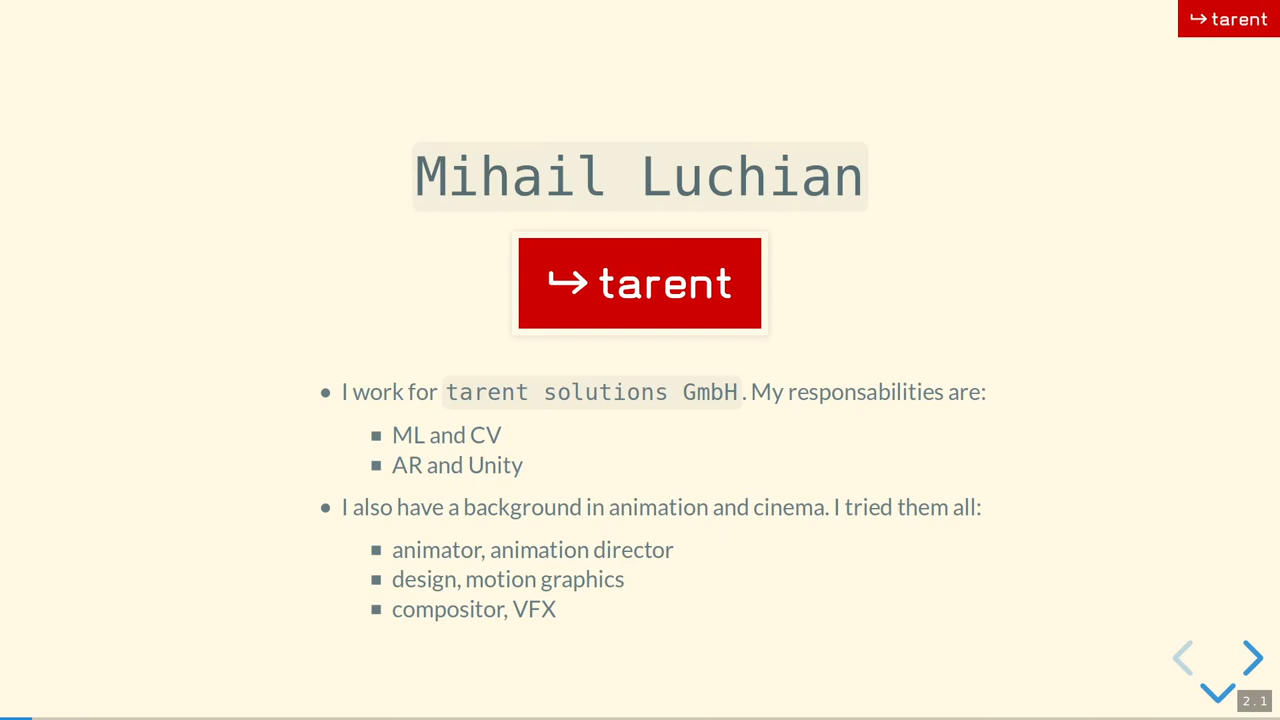 tarent
Mihail Luchian
tarent
I work for tarent solutions GmbH. My responsabilities are:
ML and CV
AR and Unity
I also have a background in animation and cinema. I tried them all:
animator, animation director
design, motion graphics
compositor, VFX
2.1